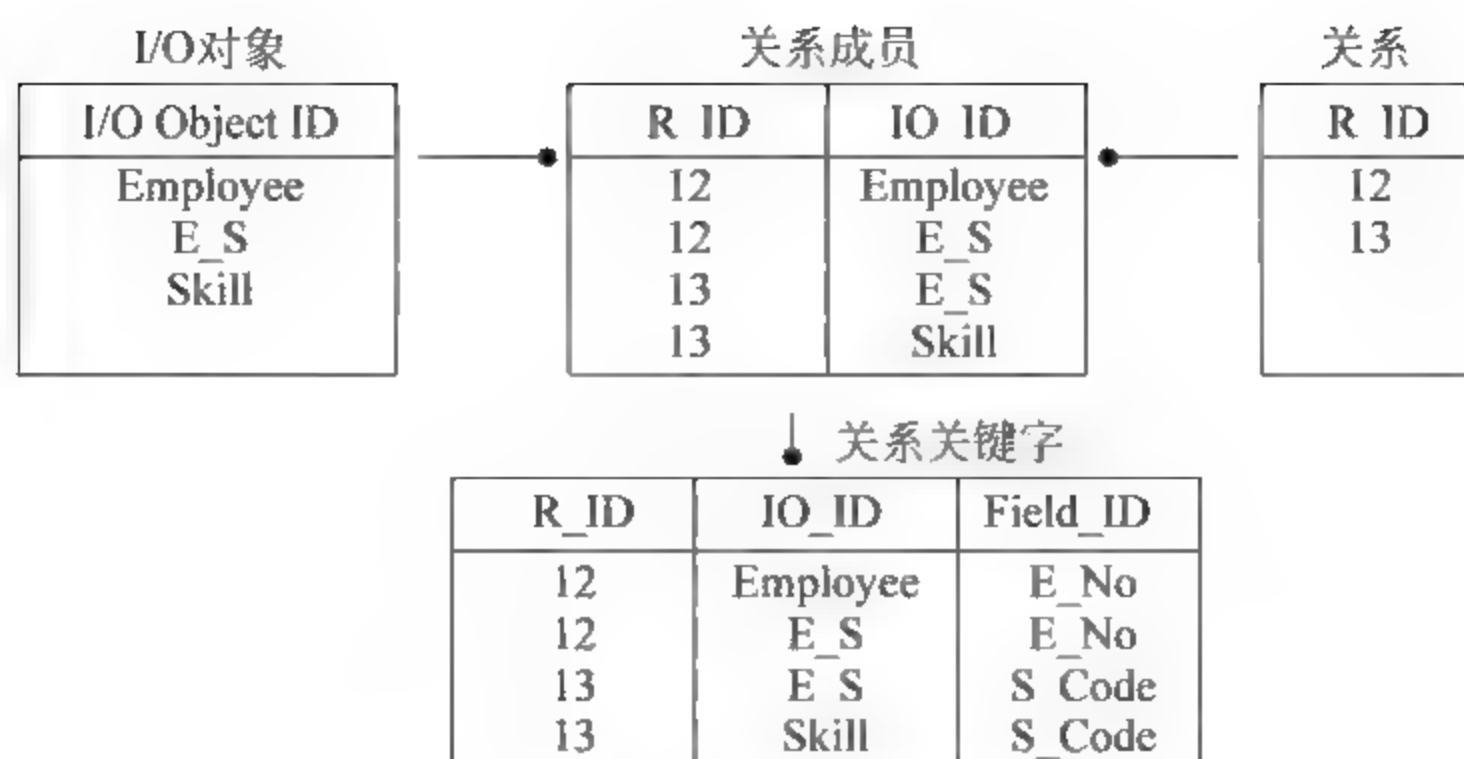 I/O对象
I/O Object ID
Employee
E_S
Skill
关系成员
R_ID IO_ID
12 Employee
12 E_S
13 E_S
13 Skill
关系
R_ID
12
13
关系关键字
R_ID IO_ID Field_ID
12 Employee E_No
12 E_S E_No
13 E_S S_Code
13 Skill S_Code